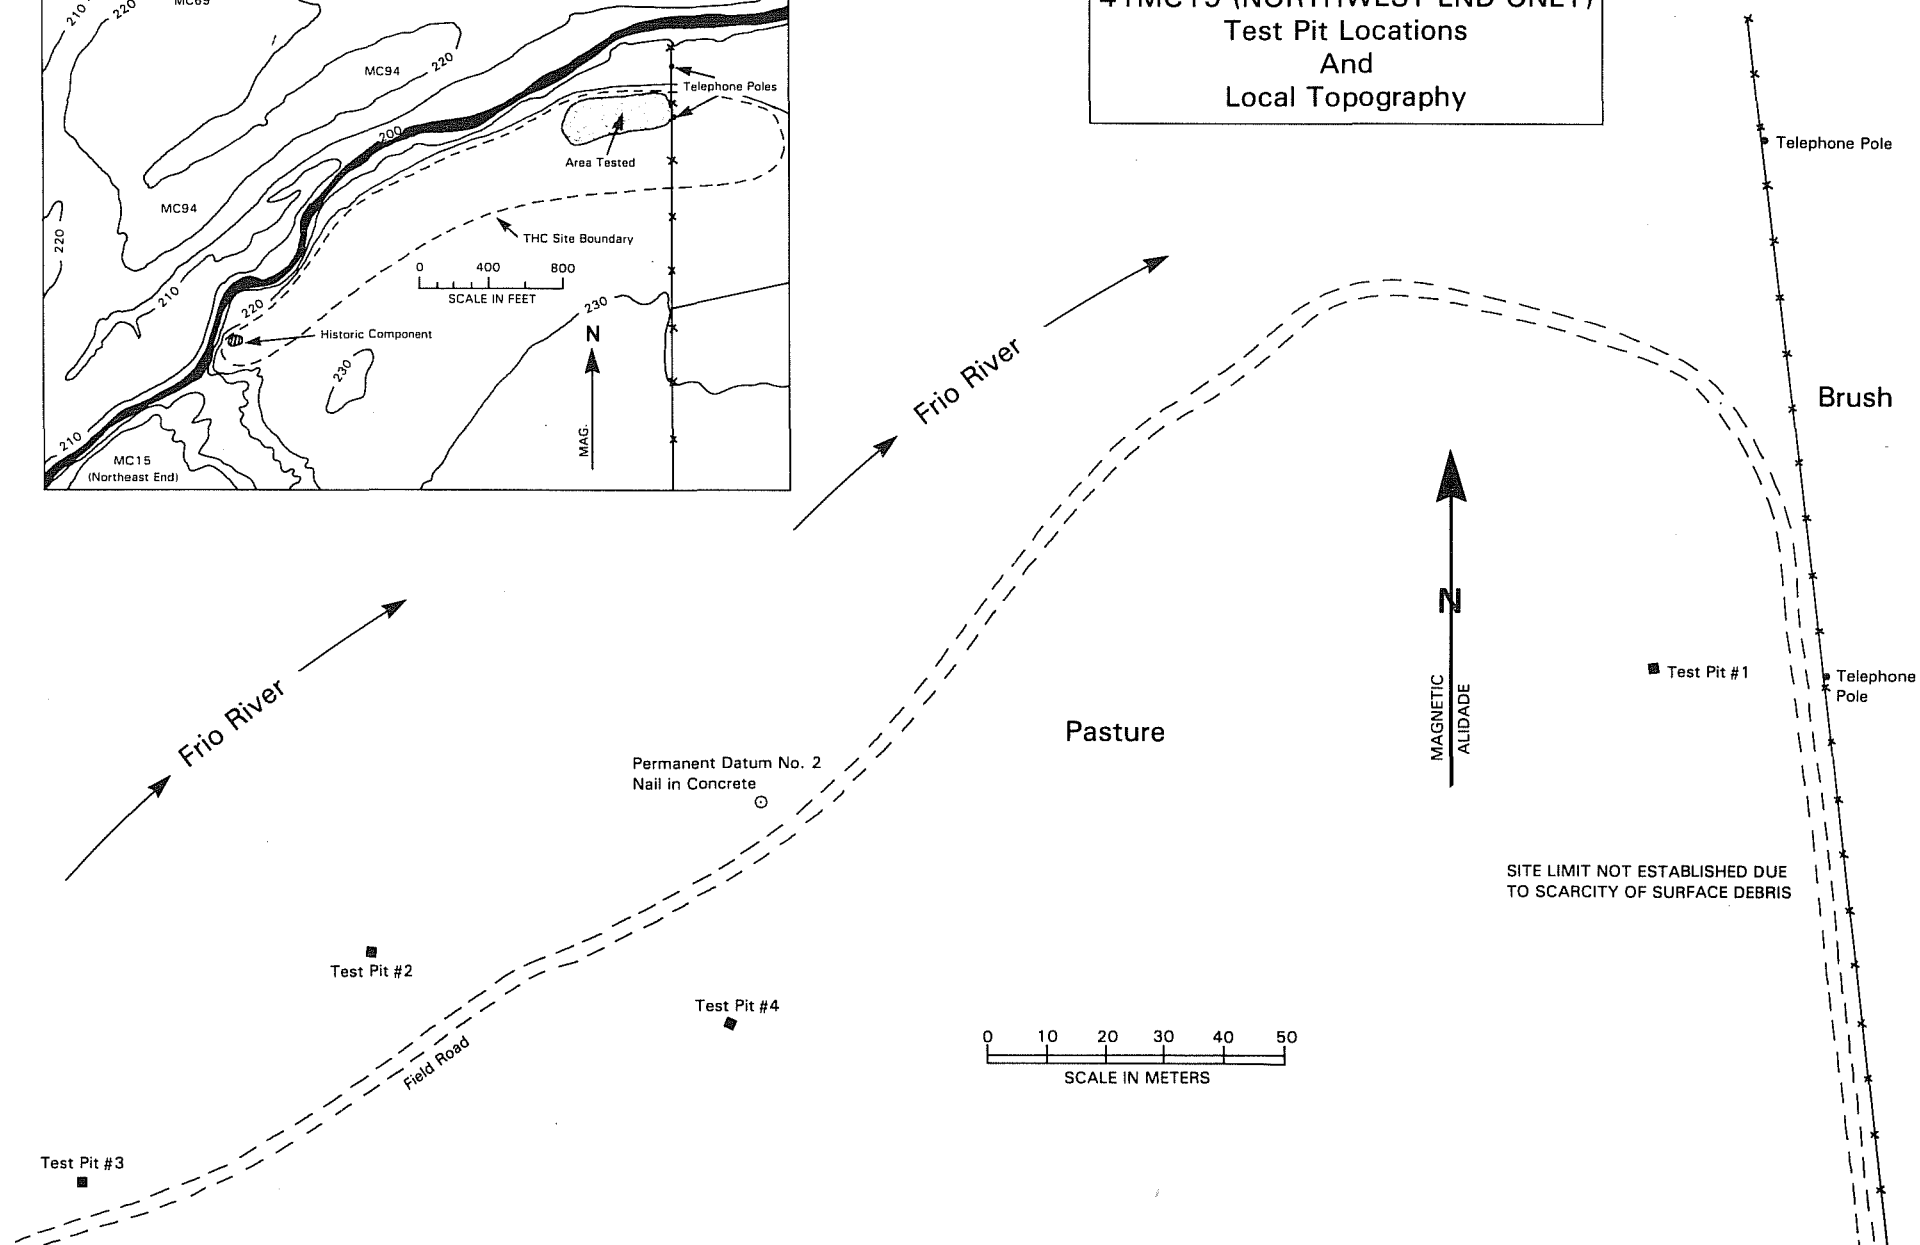 MC69
210
220
MC94
220
Telephone Poles
200
Area Tested
MC94
220
THC Site Boundary
0 400 800
SCALE IN FEET
210
220
230
Historic Component
N
230
MAG.
210
MC15
(Northeast End)
41MC15 (NORTHWEST END ONLY)
Test Pit Locations
And
Local Topography
Telephone Pole
Frio River
Brush
N
MAGNETIC
ALIDADE
Test Pit #1
Telephone
Pole
Frio River
Pasture
Permanent Datum No. 2
Nail in Concrete
SITE LIMIT NOT ESTABLISHED DUE
TO SCARCITY OF SURFACE DEBRIS
Test Pit #2
Test Pit #4
Field Road
0 10 20 30 40 50
SCALE IN METERS
Test Pit #3